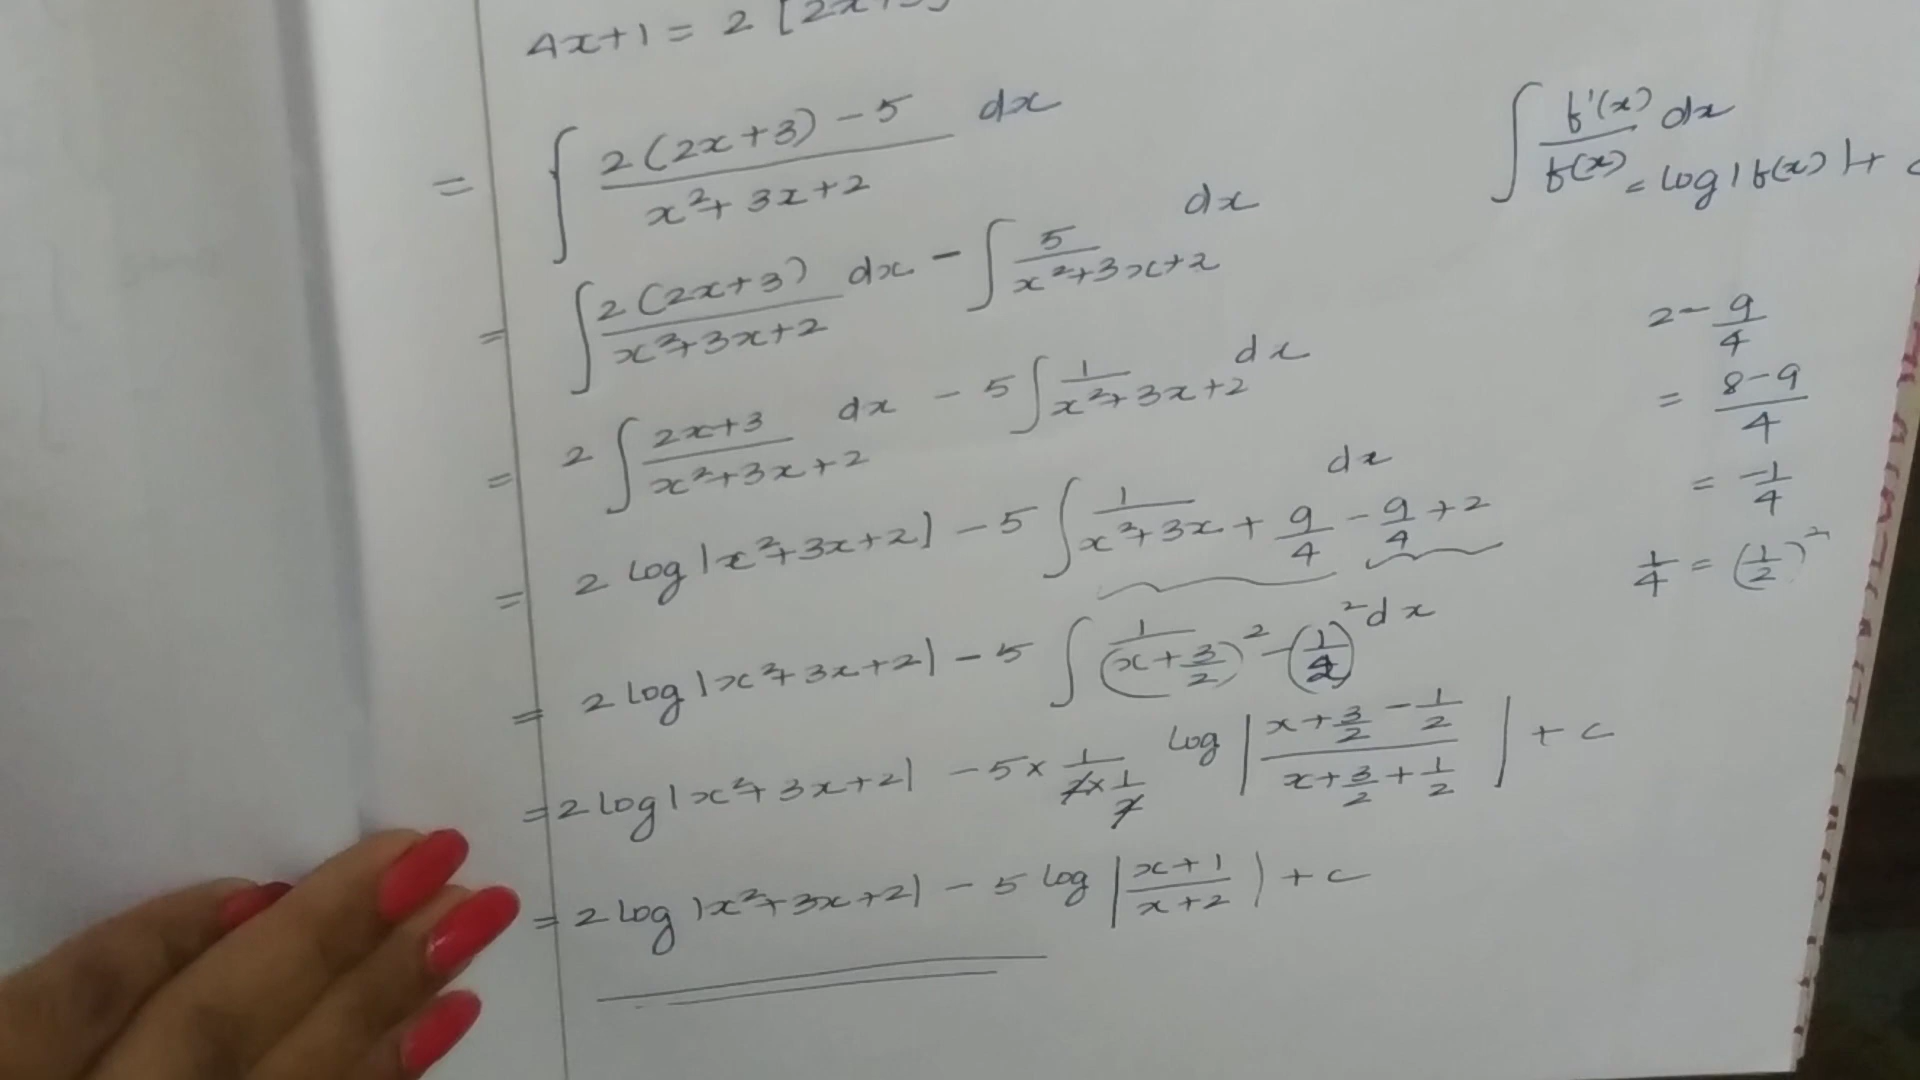 4x+1 = 2 [2x+3]
= ∫ 2(2x+3) - 5 / x²+3x+2 dx
= ∫ 2(2x+3) / x²+3x+2 dx - ∫ 5 / x²+3x+2 dx
= 2 ∫ 2x+3 / x²+3x+2 dx - 5 ∫ 1 / x²+3x+2 dx
= 2 log |x²+3x+2| - 5 ∫ 1 / x²+3x + 9/4 - 9/4 + 2 dx
= 2 log |x²+3x+2| - 5 ∫ 1 / (x+3/2)² - (1/2)² dx
= 2 log |x²+3x+2| - 5 × 1 / 2×1/2 log | x+3/2 - 1/2 / x+3/2 + 1/2 | + c
= 2 log |x²+3x+2| - 5 log | x+1 / x+2 | + c
∫ f'(x) / f(x) dx
= log |f(x)| + c
2 - 9/4
= 8-9 / 4
= -1/4
1/4 = (1/2)²